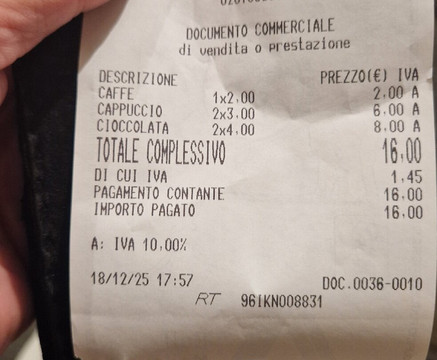 DOCUMENTO COMMERCIALE
di vendita o prestazione
DESCRIZIONE PREZZO(€) IVA
CAFFE 1x2,00 2,00 A
CAPPUCCIO 2x3.00 6,00 A
CIOCCOLATA 2x4.00 8,00 A
TOTALE COMPLESSIVO 16,00
DI CUI IVA 1,45
PAGAMENTO CONTANTE 16,00
IMPORTO PAGATO 16,00
A: IVA 10,00%
18/12/25 17:57 DOC.0036-0010
RT 96IKN008831